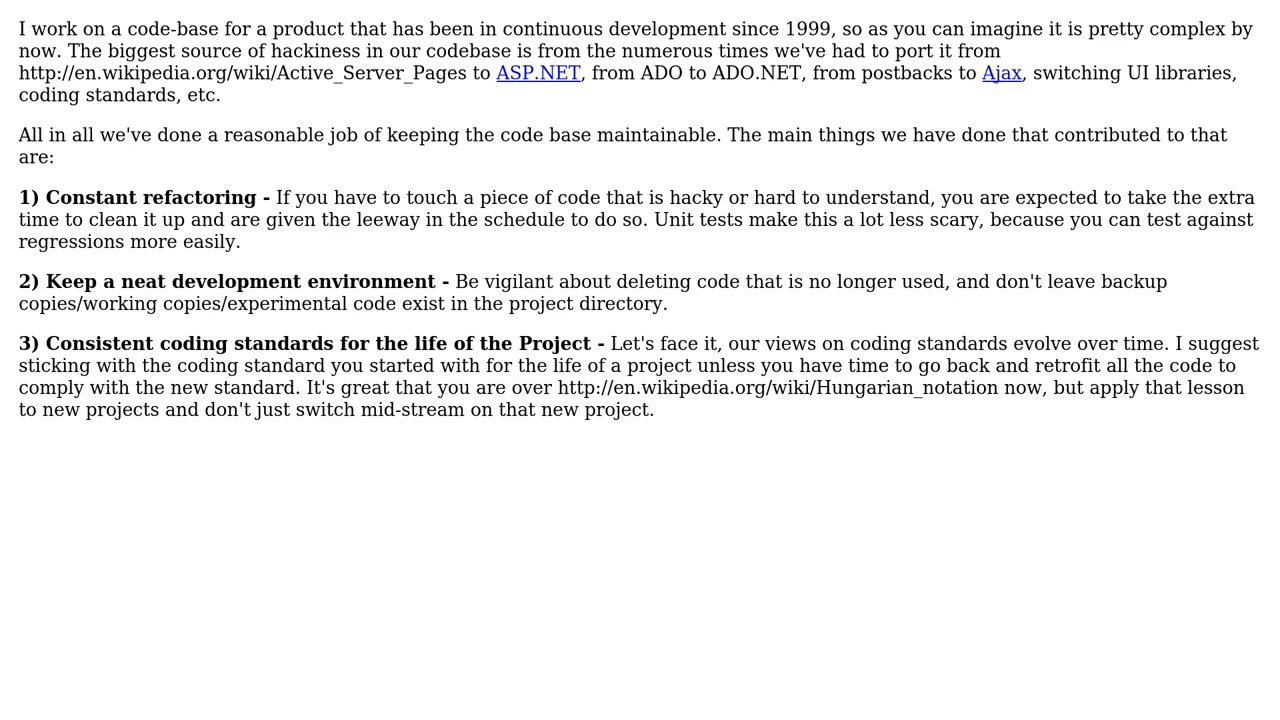 I work on a code-base for a product that has been in continuous development since 1999, so as you can imagine it is pretty complex by
now. The biggest source of hackiness in our codebase is from the numerous times we've had to port it from
http://en.wikipedia.org/wiki/Active_Server_Pages to ASP.NET, from ADO to ADO.NET, from postbacks to Ajax, switching UI libraries,
coding standards, etc.
All in all we've done a reasonable job of keeping the code base maintainable. The main things we have done that contributed to that
are:
1) Constant refactoring - If you have to touch a piece of code that is hacky or hard to understand, you are expected to take the extra
time to clean it up and are given the leeway in the schedule to do so. Unit tests make this a lot less scary, because you can test against
regressions more easily.
2) Keep a neat development environment - Be vigilant about deleting code that is no longer used, and don't leave backup
copies/working copies/experimental code exist in the project directory.
3) Consistent coding standards for the life of the Project - Let's face it, our views on coding standards evolve over time. I suggest
sticking with the coding standard you started with for the life of a project unless you have time to go back and retrofit all the code to
comply with the new standard. It's great that you are over http://en.wikipedia.org/wiki/Hungarian_notation now, but apply that lesson
to new projects and don't just switch mid-stream on that new project.